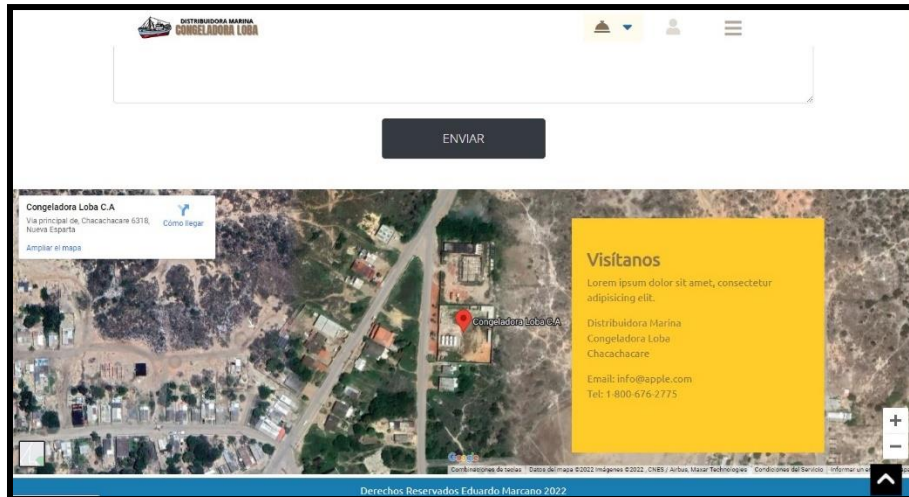 DISTRIBUIDORA MARINA
CONGELADORA LOBA
ENVIAR
Congeladora Loba C.A
Vía principal de, Chacachacare 6318,
Nueva Esparta
Cómo llegar
Ampliar el mapa
Congeladora Loba C.A
Visítanos
Lorem ipsum dolor sit amet, consectetur
adipisicing elit.
Distribuidora Marina
Congeladora Loba
Chacachacare
Email: info@apple.com
Tel: 1-800-676-2775
Google
Combinaciones de teclas
Datos del mapa ©2022 Imágenes ©2022 , CNES / Airbus, Maxar Technologies
Condiciones del Servicio
Informar un
Derechos Reservados Eduardo Marcano 2022